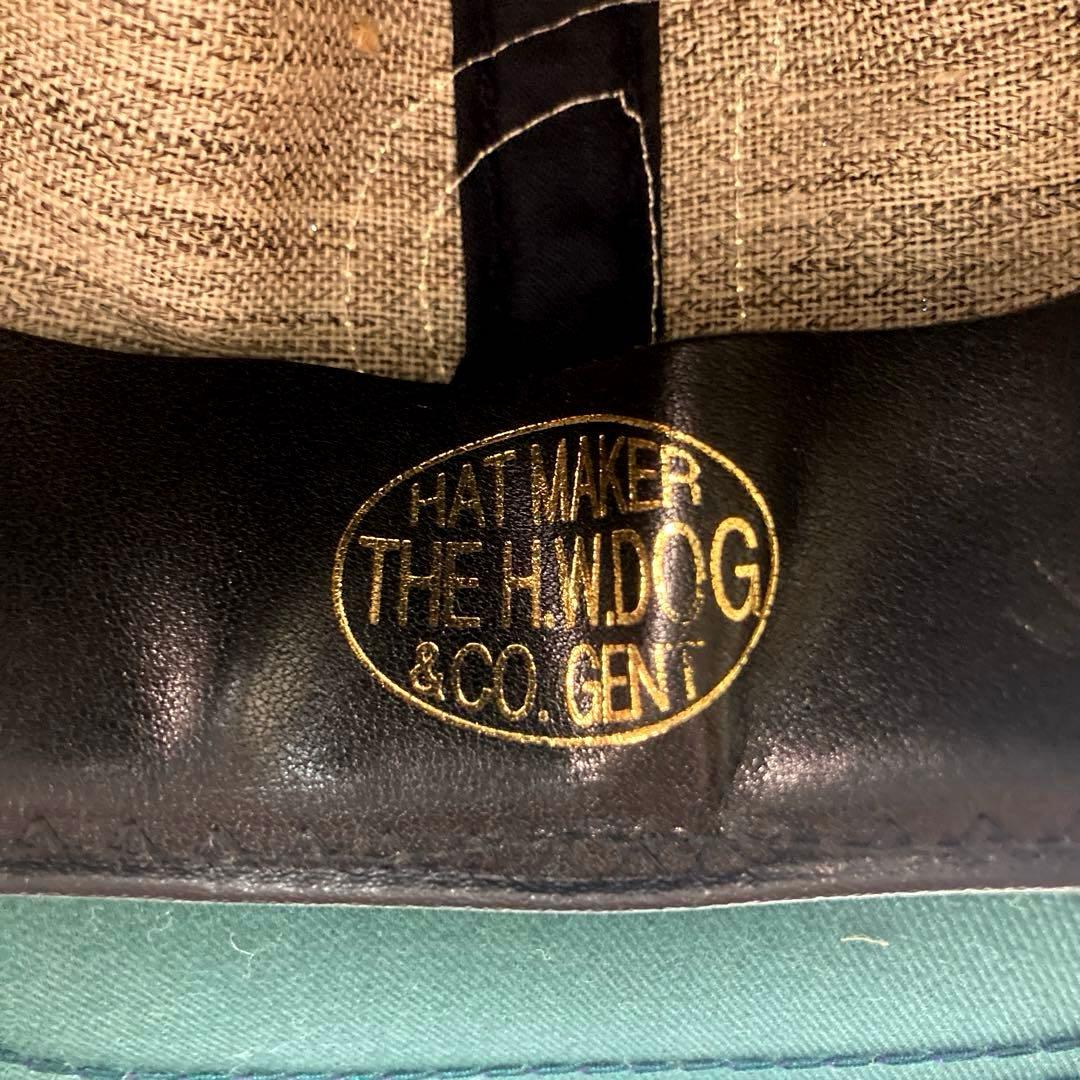 HAT MAKER
THE H.W.DOG
& CO. GENT